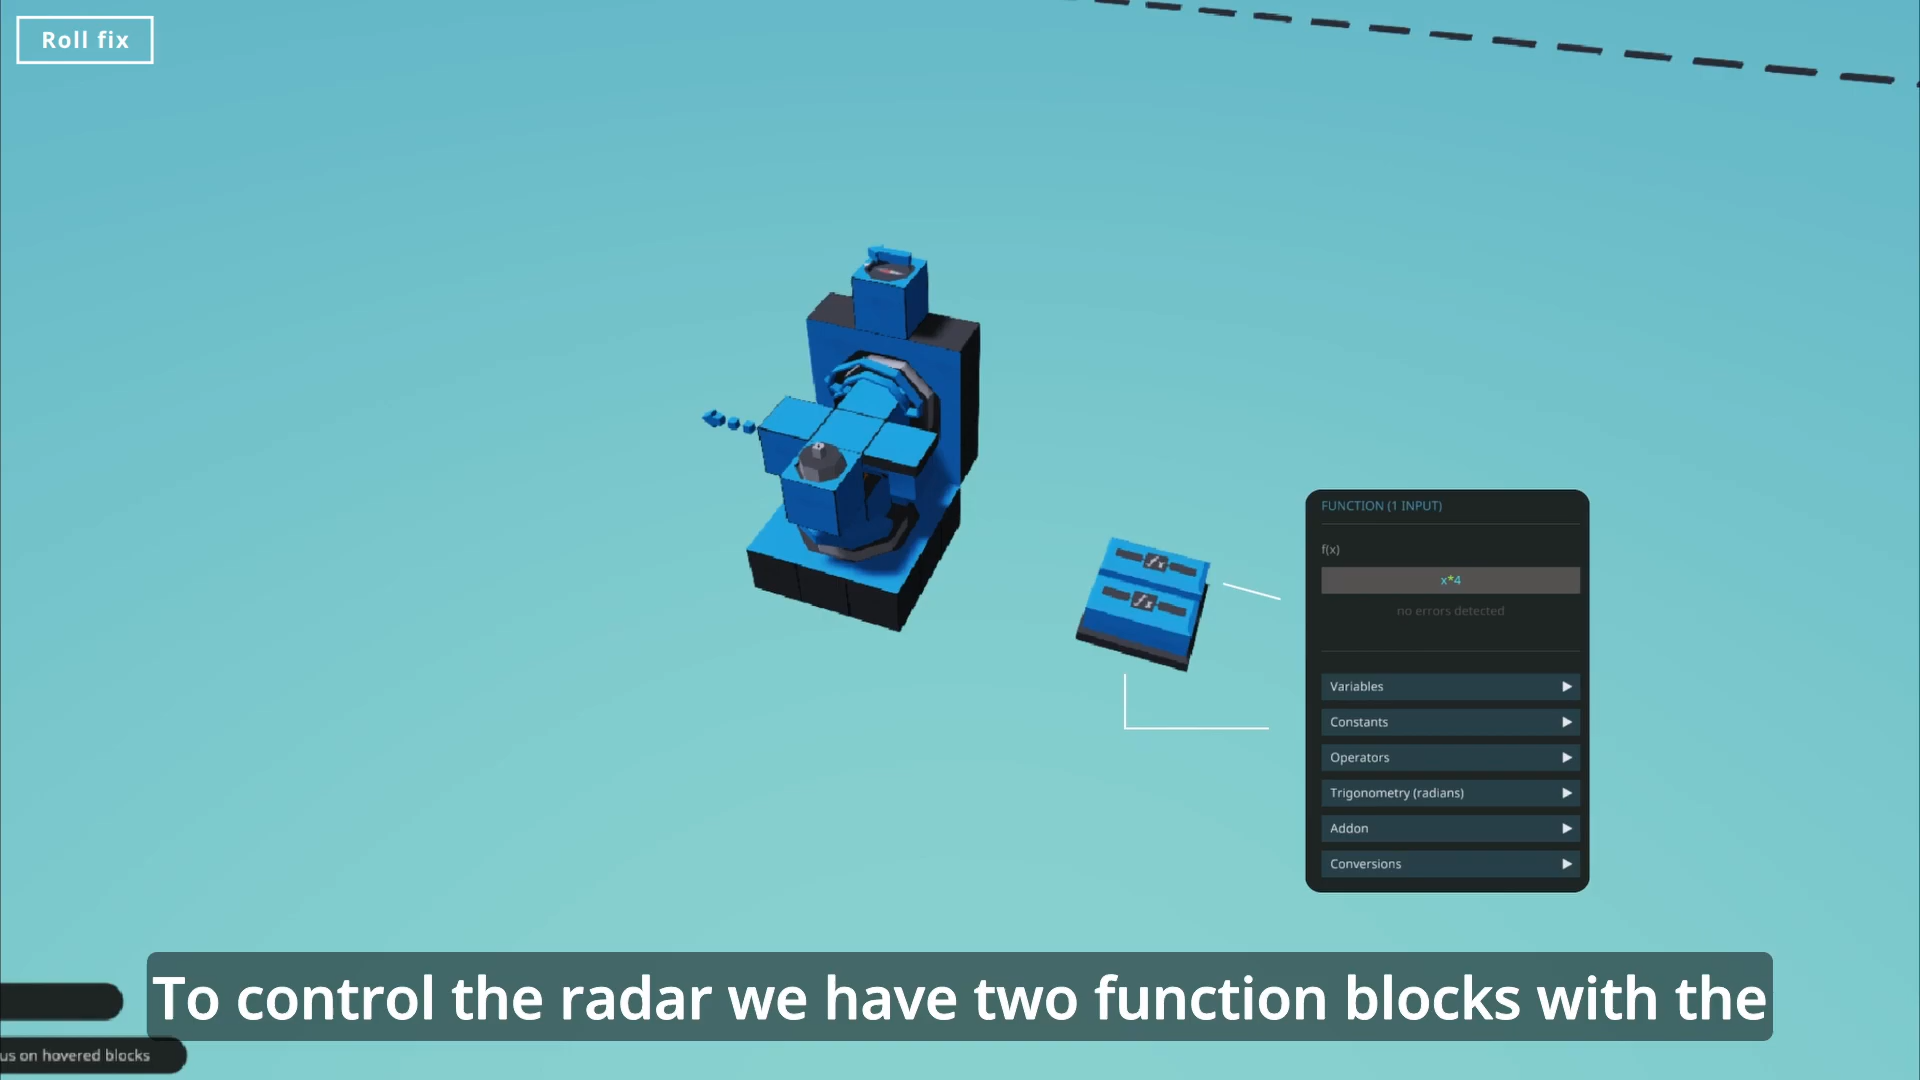 Roll fix
FUNCTION (1 INPUT)
f(x)
x*4
no errors detected
Variables
Constants
Operators
Trigonometry (radians)
Addon
Conversions
To control the radar we have two function blocks with the
us on hovered blocks